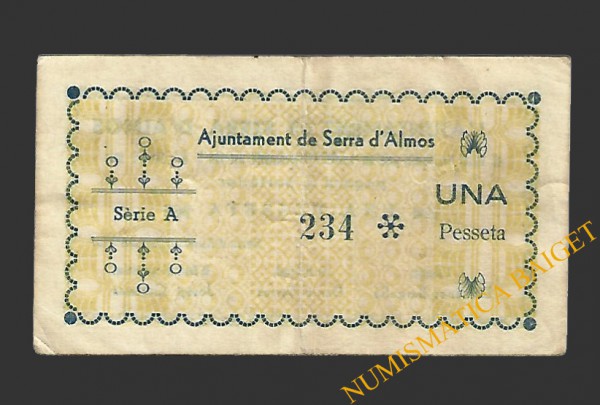 Ajuntament de Serra d'Almos
Sèrie A
234 *
UNA
Pesseta
NUMISMATICA BAIGET